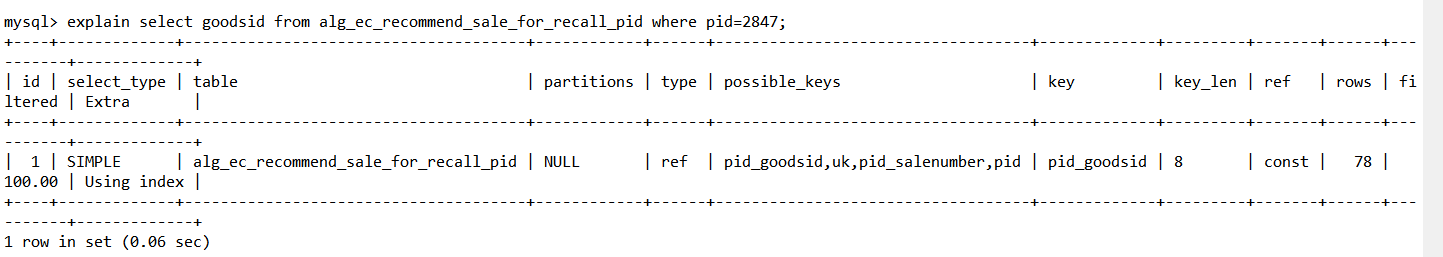 mysql> explain select goodsid from alg_ec_recommend_sale_for_recall_pid where pid=2847;
+----+-------------+--------------------------------------+------------+------+-----------------------------------+-------------+---------+-------+------+---
-------+-------------+
| id | select_type | table                                | partitions | type | possible_keys                     | key         | key_len | ref   | rows | fi
ltered | Extra       |
+----+-------------+--------------------------------------+------------+------+-----------------------------------+-------------+---------+-------+------+---
-------+-------------+
|  1 | SIMPLE      | alg_ec_recommend_sale_for_recall_pid | NULL       | ref  | pid_goodsid,uk,pid_salenumber,pid | pid_goodsid | 8       | const |   78 |
100.00 | Using index |
+----+-------------+--------------------------------------+------------+------+-----------------------------------+-------------+---------+-------+------+---
-------+-------------+
1 row in set (0.06 sec)